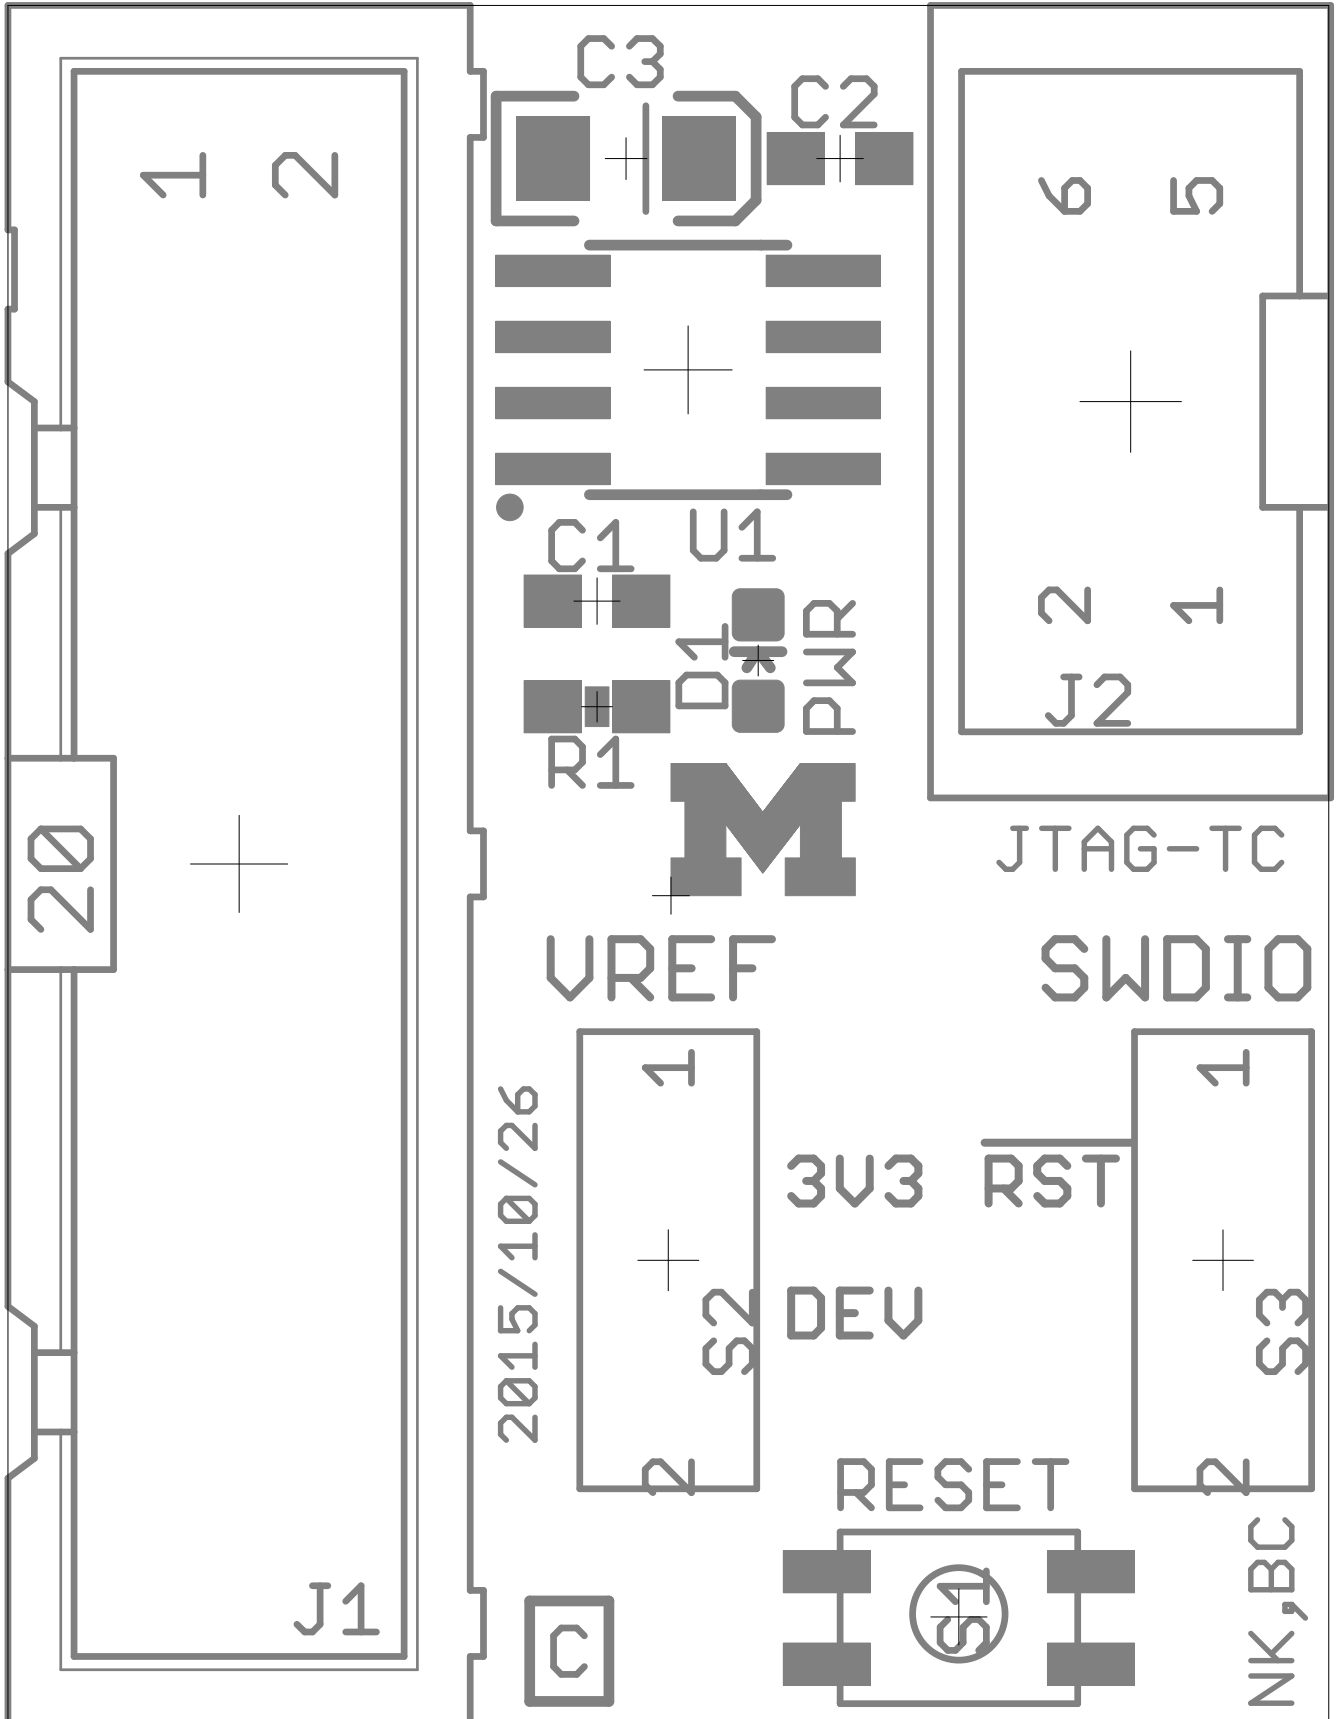 C3
C2
1 2
6 5
C1
U1
D1
PWR
2 1
J2
R1
M
20
JTAG-TC
VREF
SWDIO
1
1
2015/10/26
3V3
RST
S2
DEV
S3
2
2
RESET
S1
J1
C
NK,BC